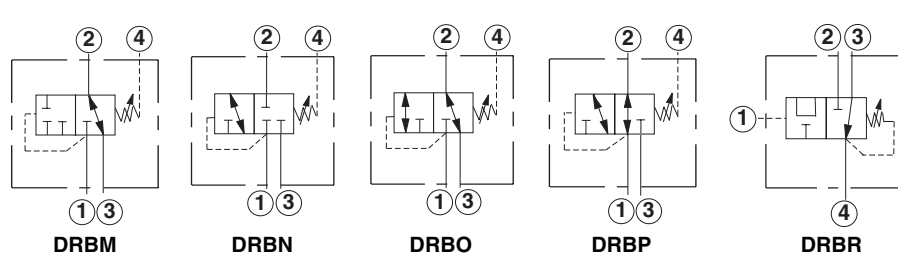 2 4 2 4 2 4 2 4 2 3
1
1 3 1 3 1 3 1 3 4
DRBM DRBN DRBO DRBP DRBR